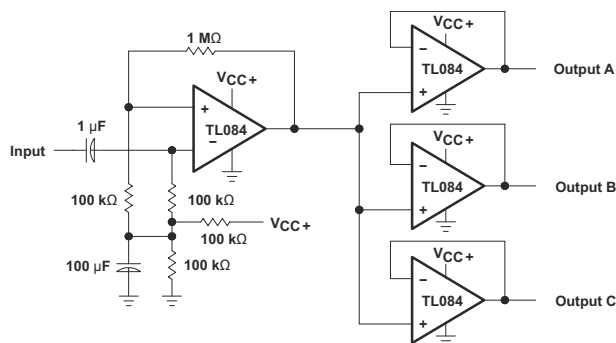 1 MΩ
VCC+
+
TL084
−
1 µF
Input
100 kΩ
100 kΩ
100 kΩ
VCC+
100 µF
100 kΩ
VCC+
−
TL084
+
Output A
VCC+
−
TL084
+
Output B
VCC+
−
TL084
+
Output C